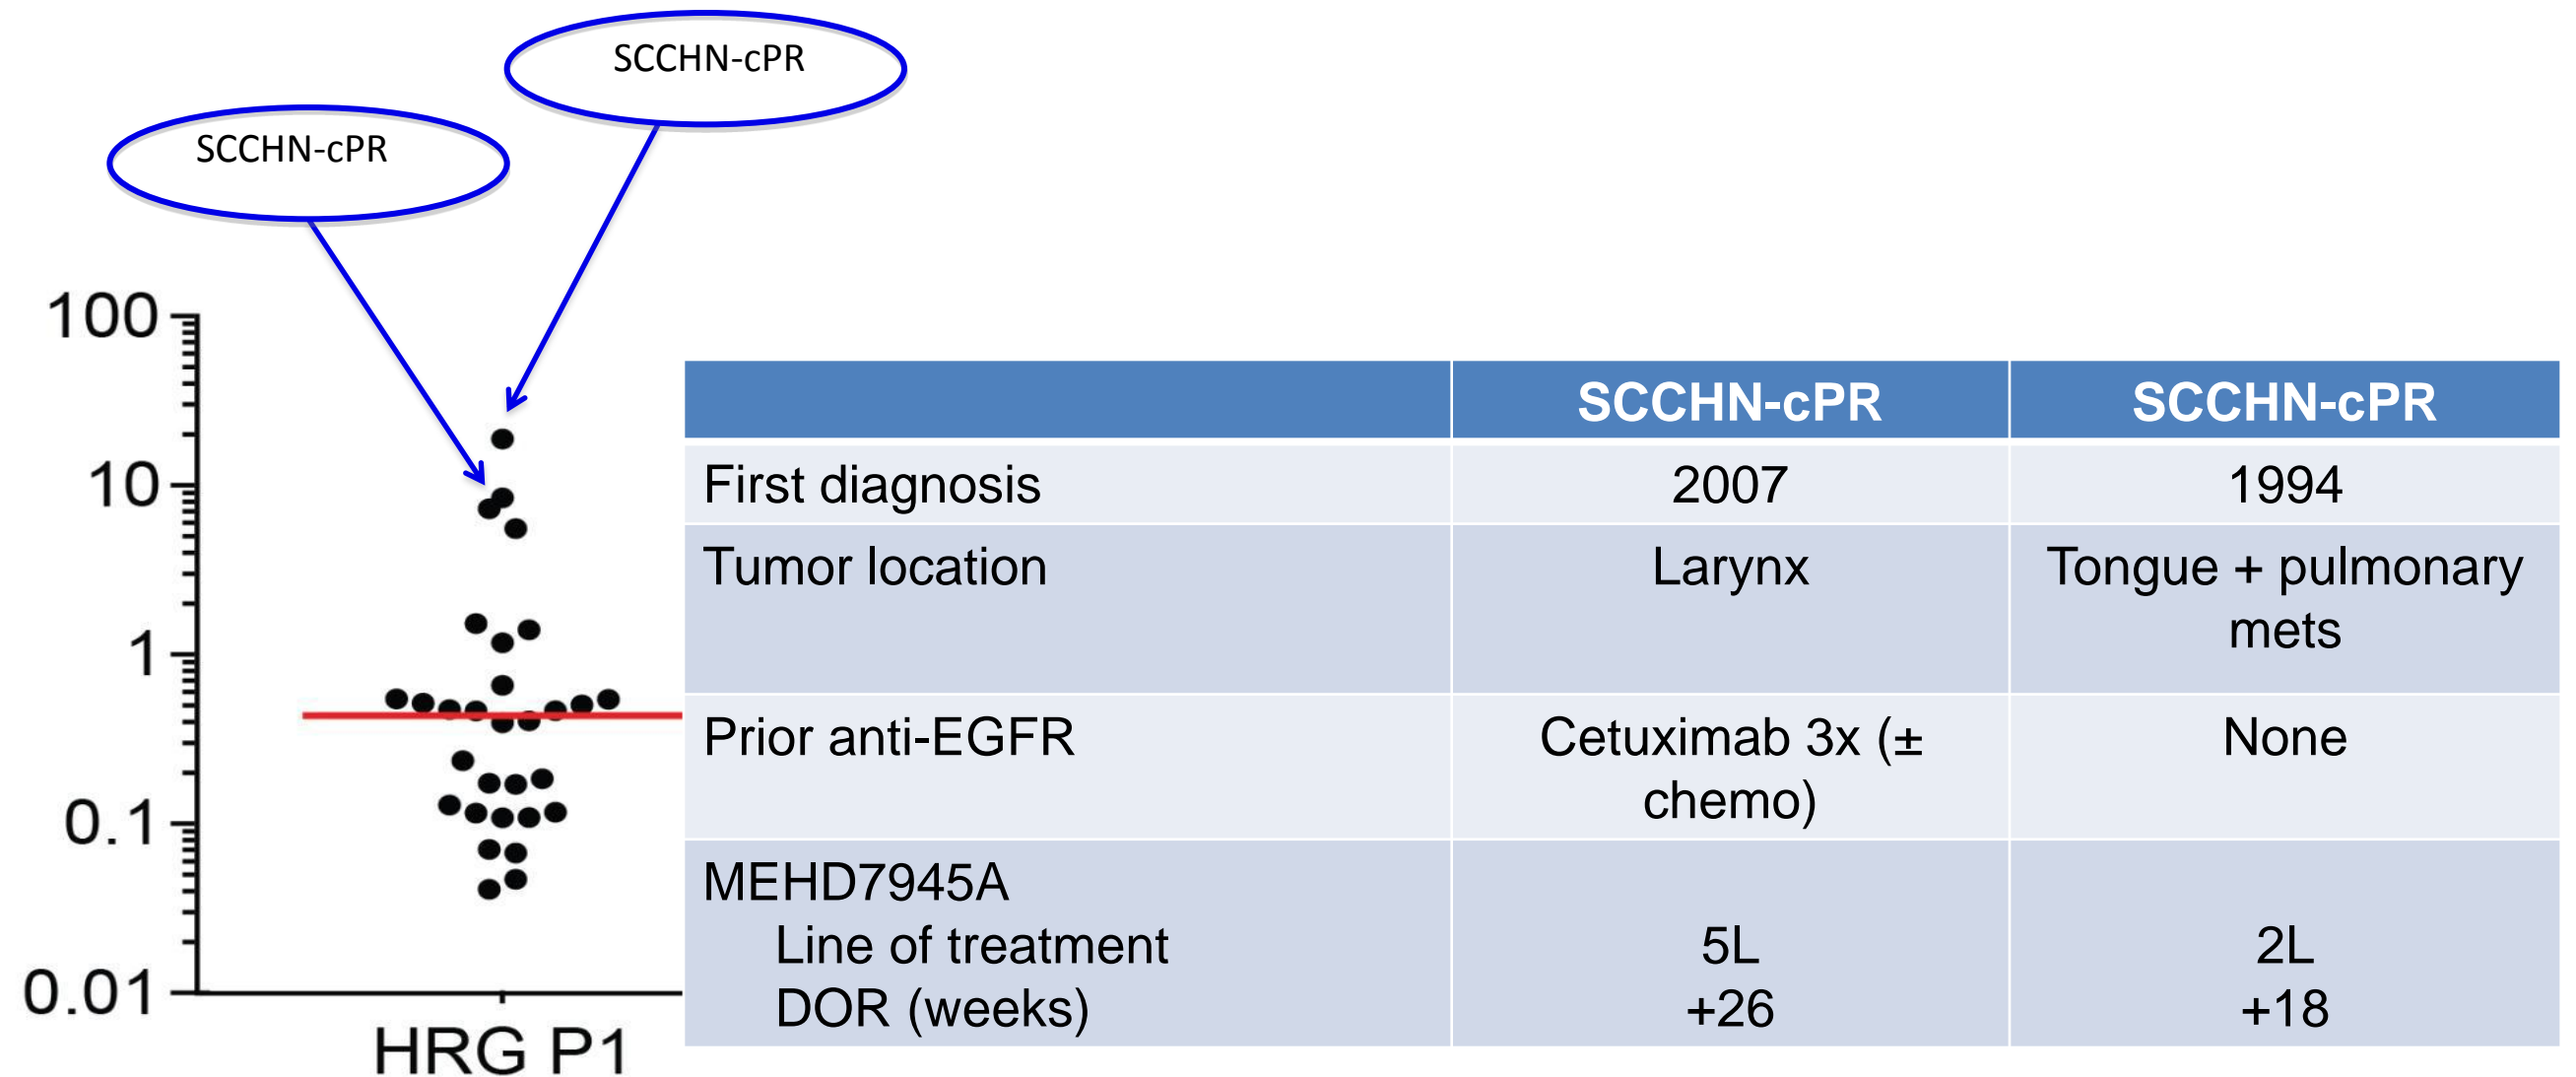 SCCHN-cPR
SCCHN-cPR
100
10
1
0.1
0.01
HRG P1
SCCHN-cPR SCCHN-cPR
First diagnosis 2007 1994
Tumor location Larynx Tongue + pulmonary
mets
Prior anti-EGFR Cetuximab 3x (± None
chemo)
MEHD7945A
Line of treatment 5L 2L
DOR (weeks) +26 +18